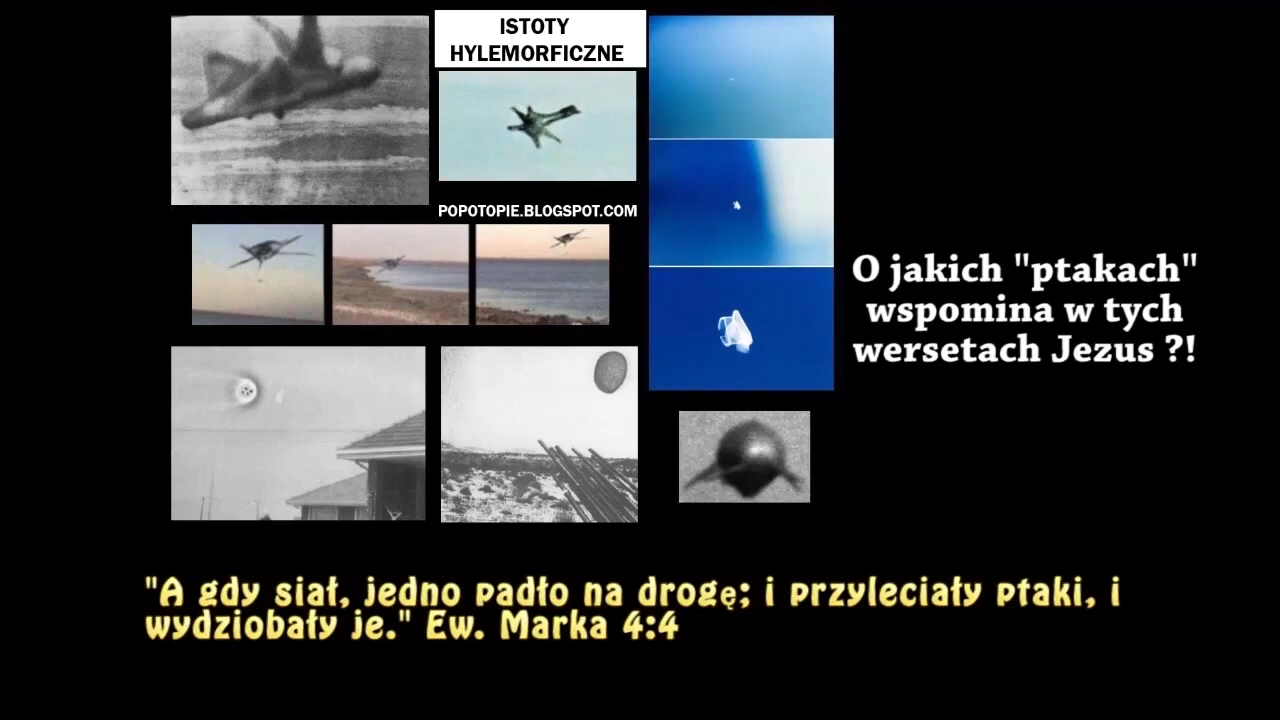 ISTOTY
HYLEMORFICZNE
POPOTOPIE.BLOGSPOT.COM
O jakich "ptakach"
wspomina w tych
wersetach Jezus ?!
"A gdy siał, jedno padło na drogę; i przyleciały ptaki, i
wydziobały je." Ew. Marka 4:4